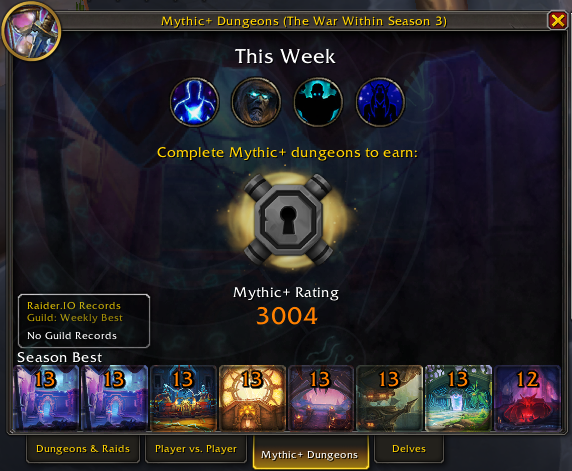 Mythic+ Dungeons (The War Within Season 3)
This Week
Complete Mythic+ dungeons to earn:
Mythic+ Rating
3004
Raider.IO Records
Guild: Weekly Best
No Guild Records
Season Best
13 13 13 13 13 13 13 12
Dungeons & Raids Player vs. Player Mythic+ Dungeons Delves